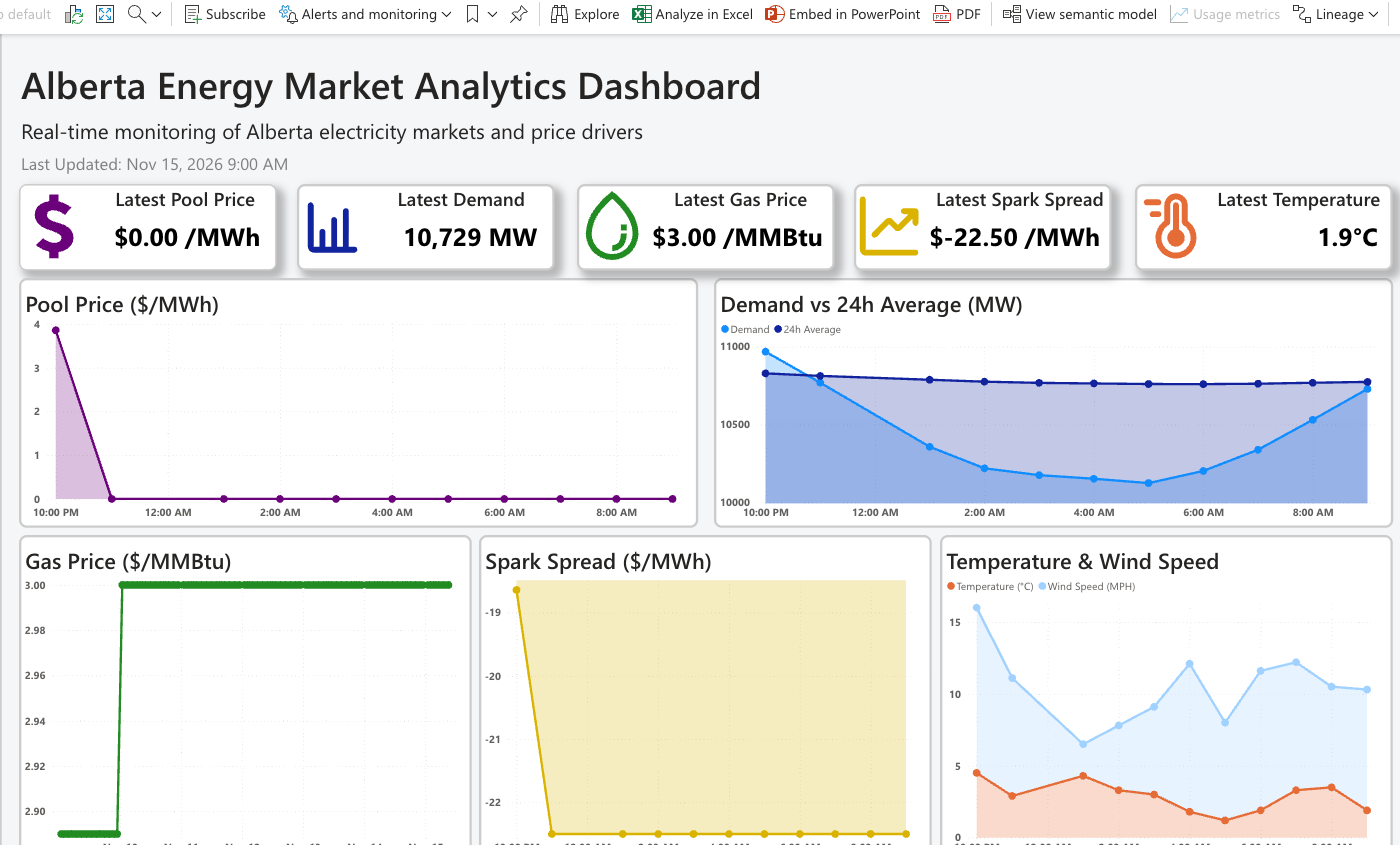 o default Subscribe Alerts and monitoring Explore Analyze in Excel Embed in PowerPoint PDF View semantic model Usage metrics Lineage
Alberta Energy Market Analytics Dashboard
Real-time monitoring of Alberta electricity markets and price drivers
Last Updated: Nov 15, 2026 9:00 AM
Latest Pool Price
$0.00 /MWh
Latest Demand
10,729 MW
Latest Gas Price
$3.00 /MMBtu
Latest Spark Spread
$-22.50 /MWh
Latest Temperature
1.9°C
Pool Price ($/MWh)
4
3
2
1
0
10:00 PM 12:00 AM 2:00 AM 4:00 AM 6:00 AM 8:00 AM
Demand vs 24h Average (MW)
Demand 24h Average
11000
10500
10000
10:00 PM 12:00 AM 2:00 AM 4:00 AM 6:00 AM 8:00 AM
Gas Price ($/MMBtu)
3.00
2.98
2.96
2.94
2.92
2.90
Spark Spread ($/MWh)
-19
-20
-21
-22
Temperature & Wind Speed
Temperature (°C) Wind Speed (MPH)
15
10
5
0